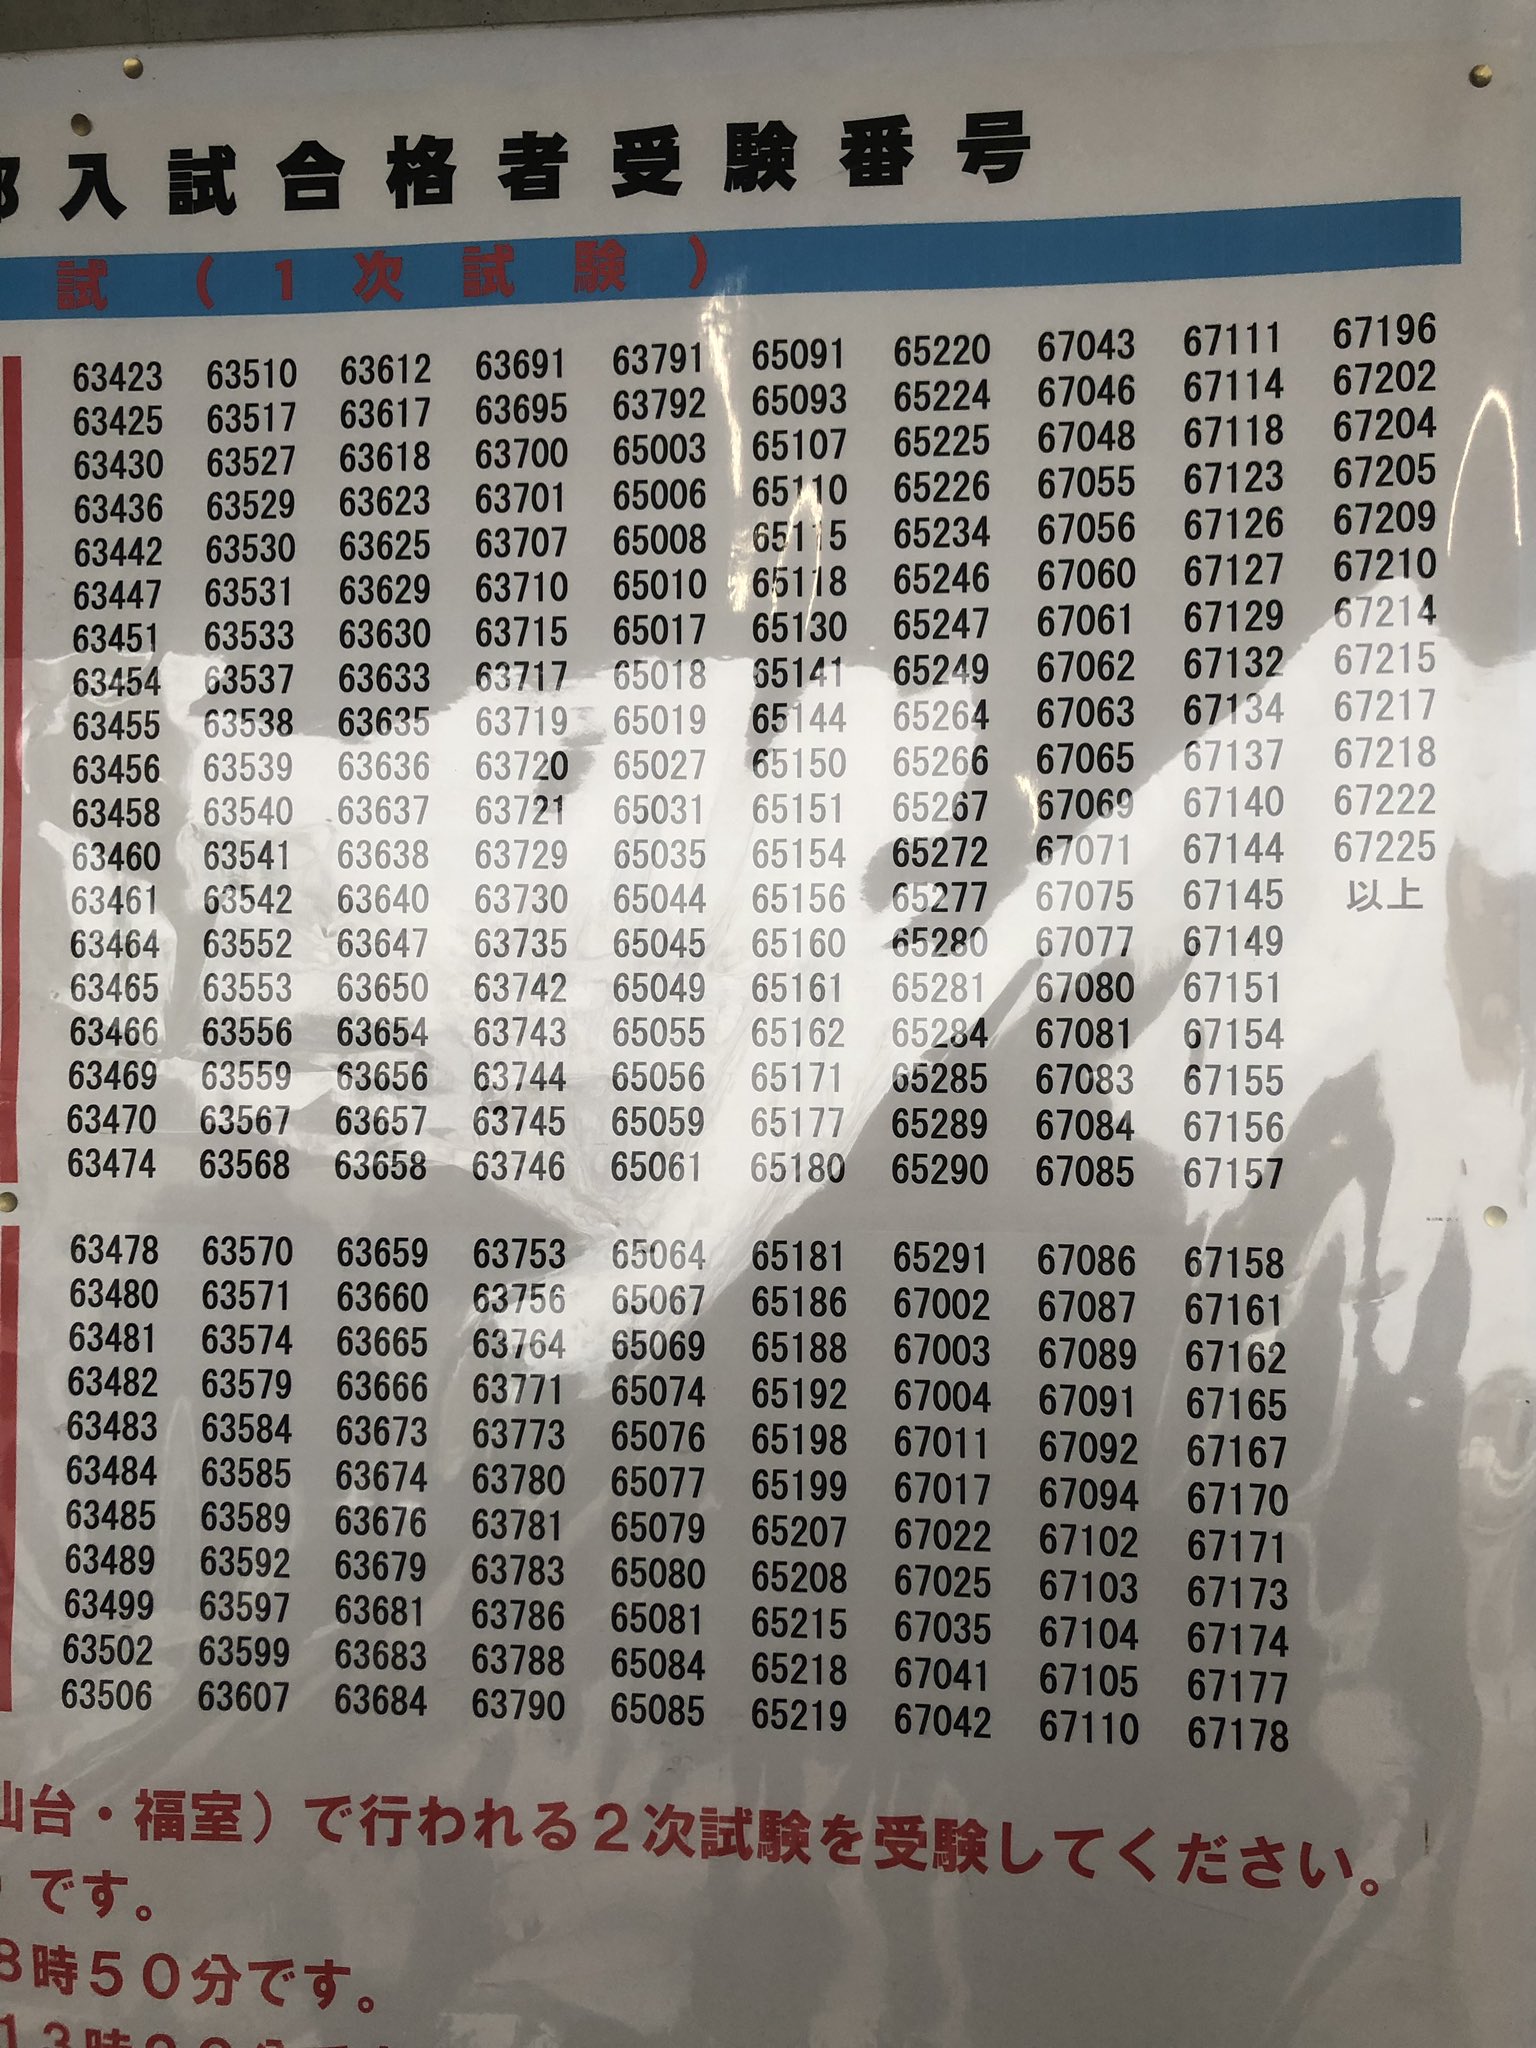 入試合格者受験番号
試(1次試験)
63423 63510 63612 63691 63791 65091 65220 67043 67111 67196
63425 63517 63617 63695 63792 65093 65224 67046 67114 67202
63430 63527 63618 63700 65003 65107 65225 67048 67118 67204
63436 63529 63623 63701 65006 65110 65226 67055 67123 67205
63442 63530 63625 63707 65008 65115 65234 67056 67126 67209
63447 63531 63629 63710 65010 65118 65246 67060 67127 67210
63451 63533 63630 63715 65017 65130 65247 67061 67129 67214
63454 63537 63633 63717 65018 65141 65249 67062 67132 67215
63455 63538 63635 63719 65019 65144 65264 67063 67134 67217
63456 63539 63636 63720 65027 65150 65266 67065 67137 67218
63458 63540 63637 63721 65031 65151 65267 67069 67140 67222
63460 63541 63638 63729 65035 65154 65272 67071 67144 67225
63461 63542 63640 63730 65044 65156 65277 67075 67145 以上
63464 63552 63647 63735 65045 65160 65280 67077 67149
63465 63553 63650 63742 65049 65161 65281 67080 67151
63466 63556 63654 63743 65055 65162 65284 67081 67154
63469 63559 63656 63744 65056 65171 65285 67083 67155
63470 63567 63657 63745 65059 65177 65289 67084 67156
63474 63568 63658 63746 65061 65180 65290 67085 67157
63478 63570 63659 63753 65064 65181 65291 67086 67158
63480 63571 63660 63756 65067 65186 67002 67087 67161
63481 63574 63665 63764 65069 65188 67003 67089 67162
63482 63579 63666 63771 65074 65192 67004 67091 67165
63483 63584 63673 63773 65076 65198 67011 67092 67167
63484 63585 63674 63780 65077 65199 67017 67094 67170
63485 63589 63676 63781 65079 65207 67022 67102 67171
63489 63592 63679 63783 65080 65208 67025 67103 67173
63499 63597 63681 63786 65081 65215 67035 67104 67174
63502 63599 63683 63788 65084 65218 67041 67105 67177
63506 63607 63684 63790 65085 65219 67042 67110 67178
仙台・福室)で行われる2次試験を受験してください。
です。
8時50分です。
13時